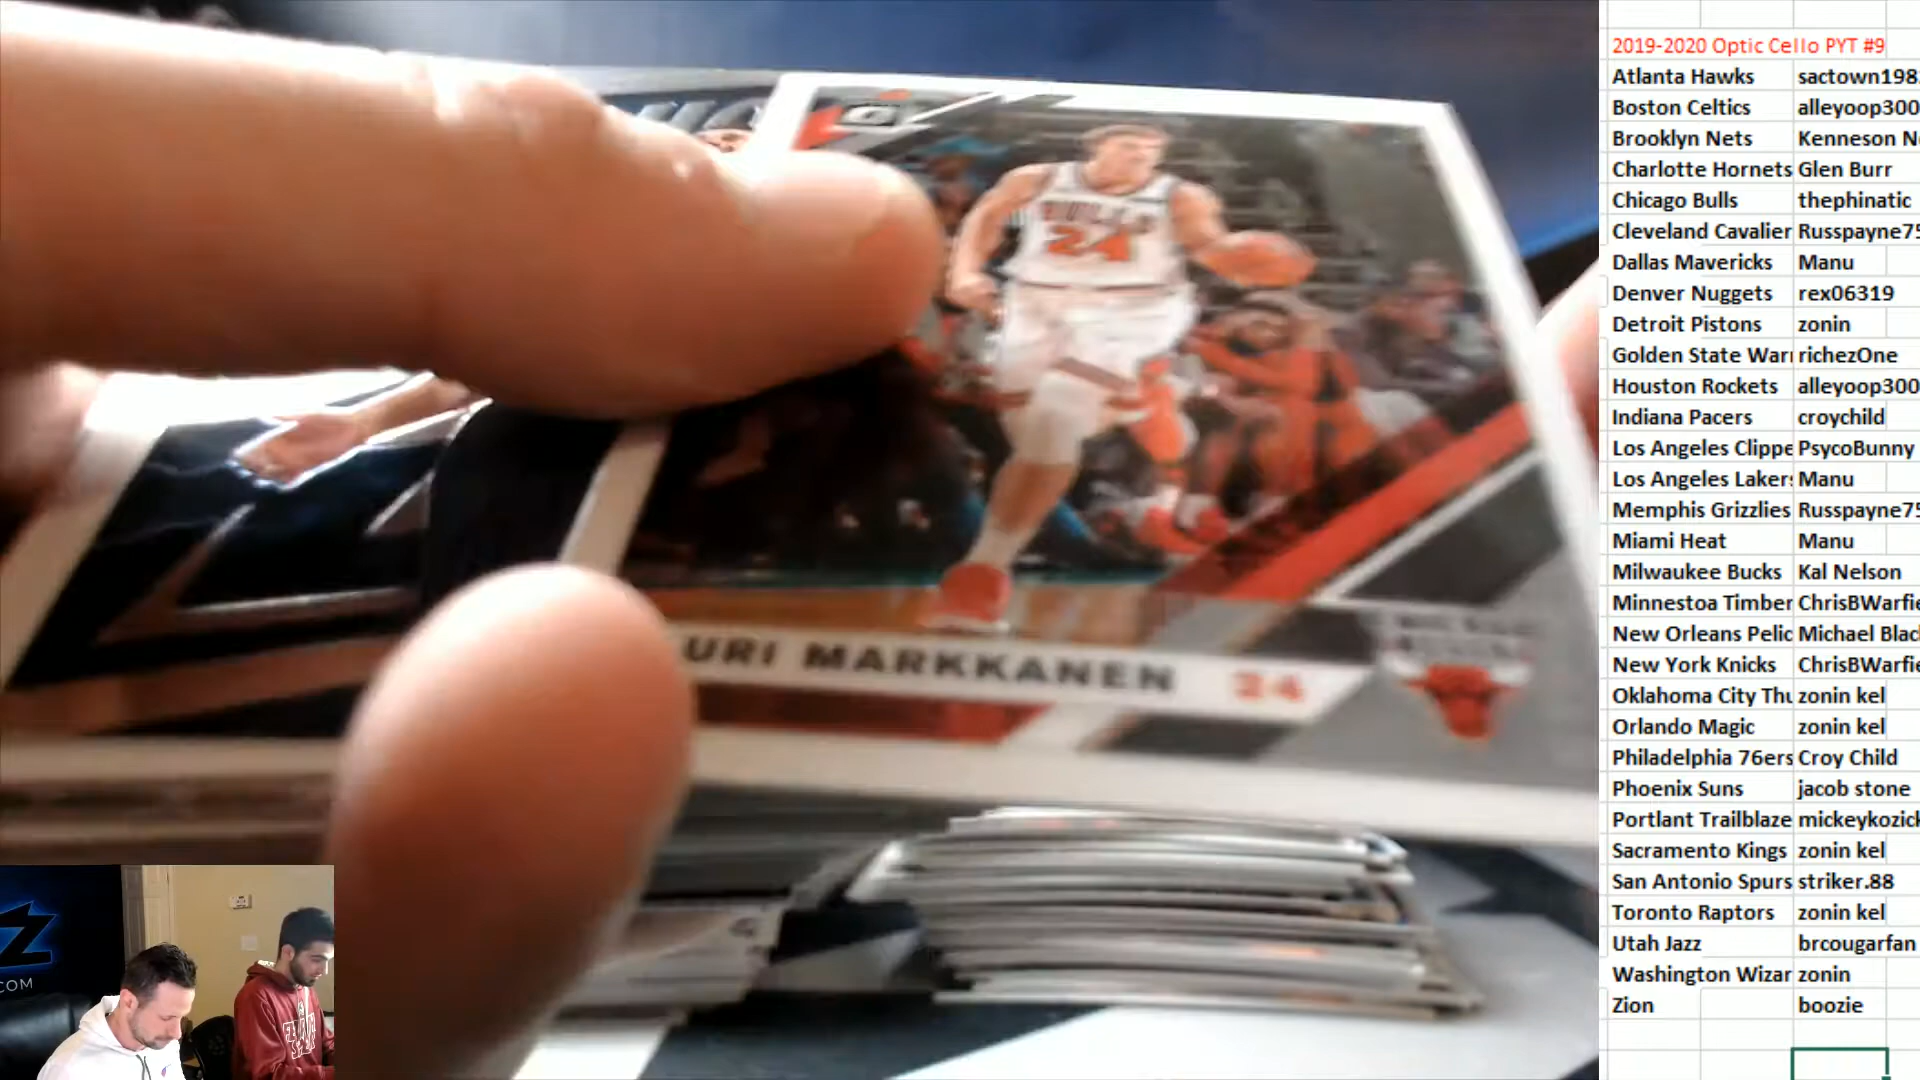 BULLS
24
URI MARKKANEN 24
2019-2020 Optic Cello PYT #9
Atlanta Hawks sactown198
Boston Celtics alleyoop300
Brooklyn Nets Kenneson N
Charlotte Hornets Glen Burr
Chicago Bulls thephinatic
Cleveland Cavalier Russpayne75
Dallas Mavericks Manu
Denver Nuggets rex06319
Detroit Pistons zonin
Golden State Warr richezOne
Houston Rockets alleyoop300
Indiana Pacers croychild
Los Angeles Clippe PsycoBunny
Los Angeles Lakers Manu
Memphis Grizzlies Russpayne75
Miami Heat Manu
Milwaukee Bucks Kal Nelson
Minnestoa Timber ChrisBWarfie
New Orleans Pelic Michael Blac
New York Knicks ChrisBWarfie
Oklahoma City Thu zonin kel
Orlando Magic zonin kel
Philadelphia 76ers Croy Child
Phoenix Suns jacob stone
Portlant Trailblaze mickeykozick
Sacramento Kings zonin kel
San Antonio Spurs striker.88
Toronto Raptors zonin kel
Utah Jazz brcougarfan
Washington Wizar zonin
Zion boozie
Z
COM